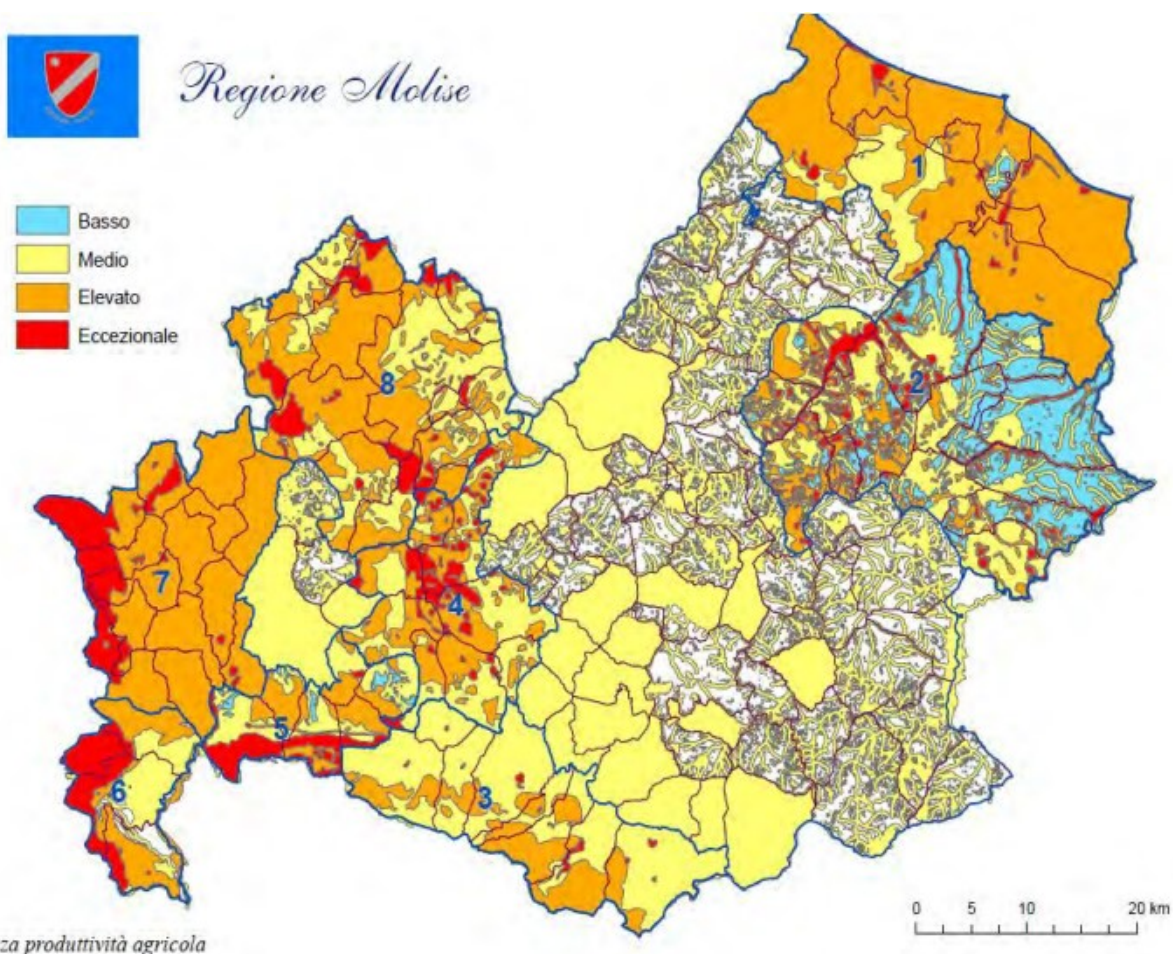 Regione Molise
Basso
Medio
Elevato
Eccezionale
1
2
8
7
4
5
6
3
0 5 10 20 km
za produttività agricola